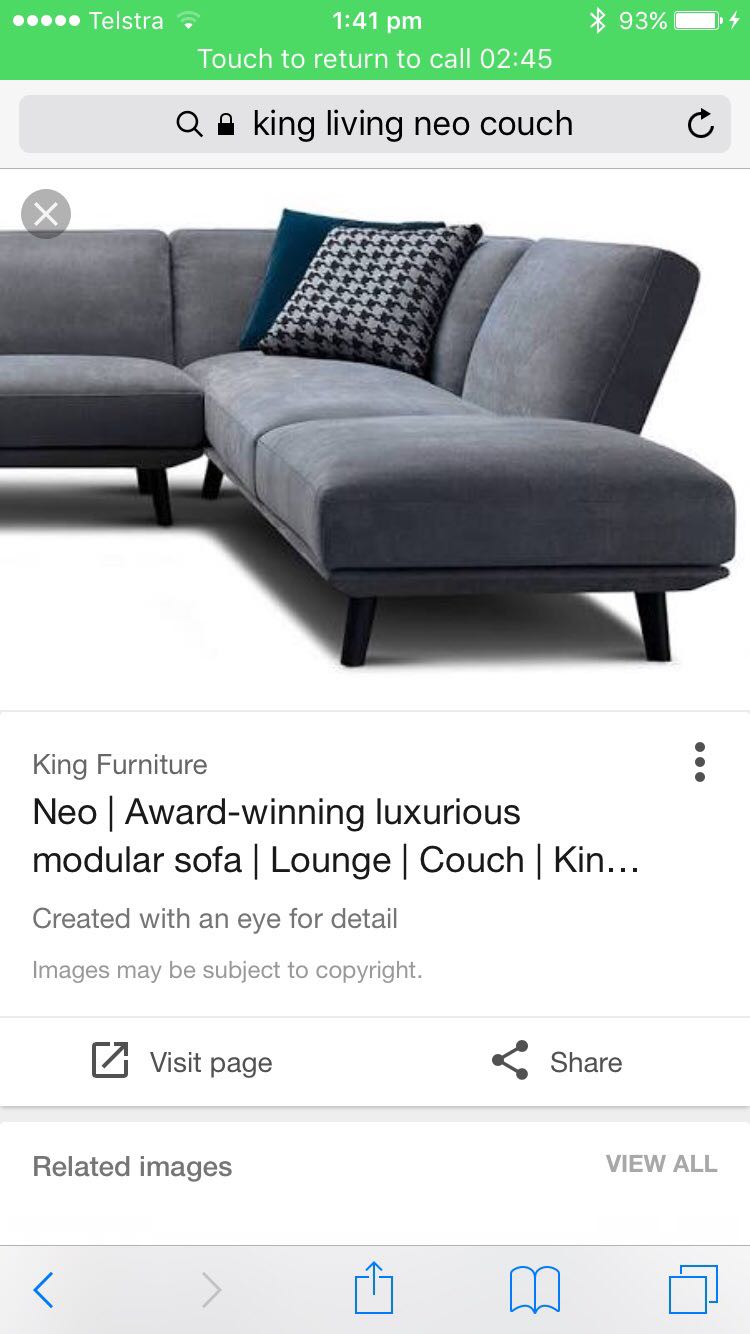 Telstra 1:41 pm 93%
Touch to return to call 02:45
king living neo couch
King Furniture
Neo | Award-winning luxurious
modular sofa | Lounge | Couch | Kin...
Created with an eye for detail
Images may be subject to copyright.
Visit page Share
Related images VIEW ALL